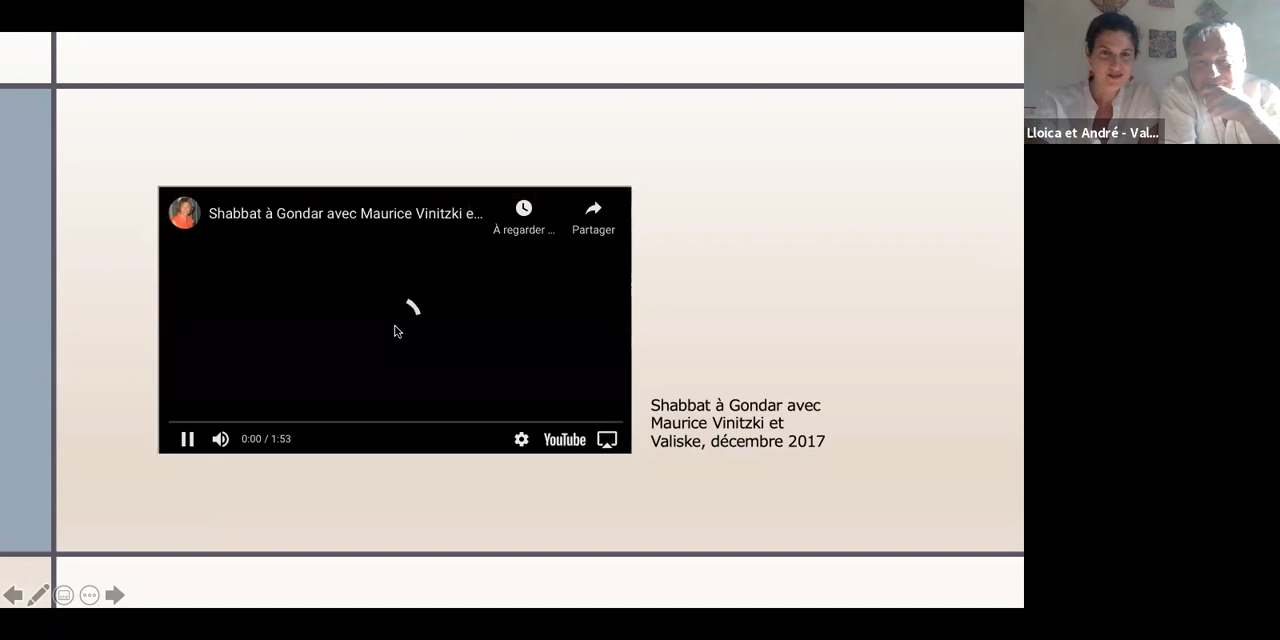 Shabbat à Gondar avec Maurice Vinitzki e...
À regarder ...
Partager
0:00 / 1:53
YouTube
Shabbat à Gondar avec
Maurice Vinitzki et
Valiske, décembre 2017
Lloica et André - Val...